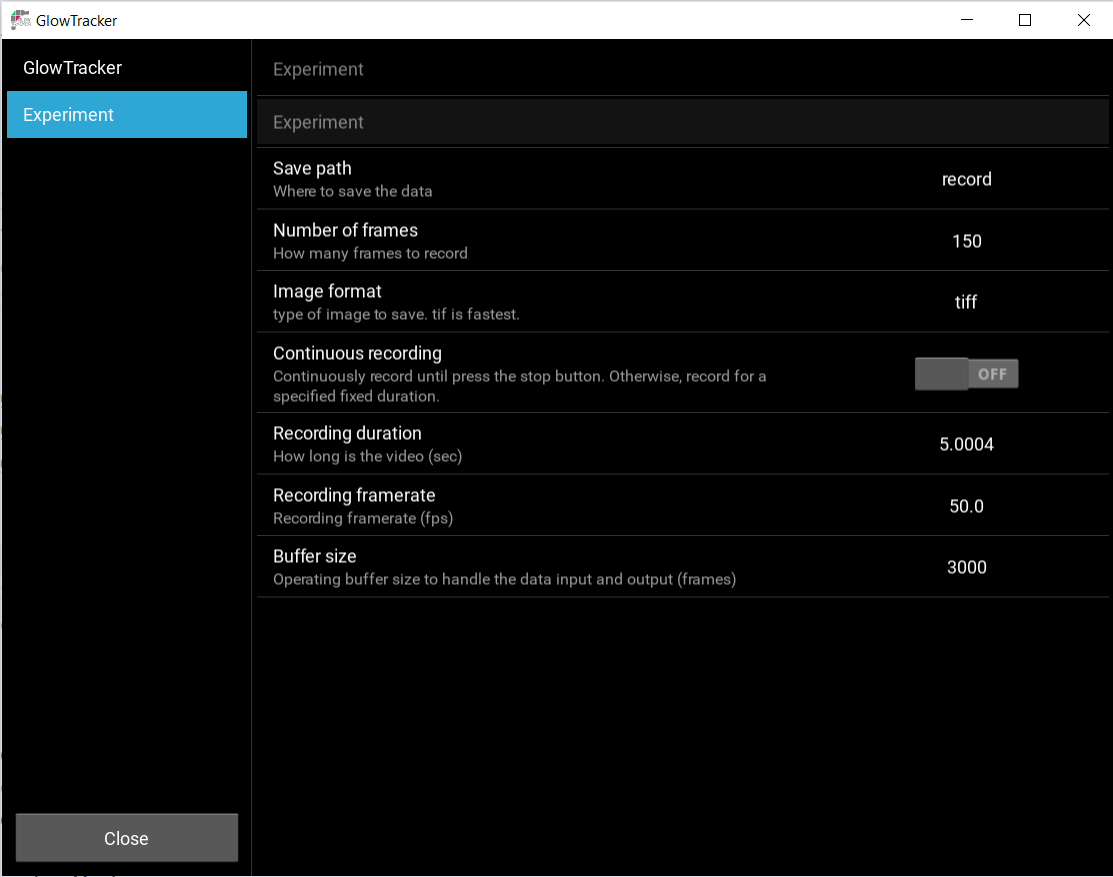 GlowTracker
GlowTracker
Experiment
Close
Experiment
Experiment
Save path
Where to save the data
record
Number of frames
How many frames to record
150
Image format
type of image to save. tif is fastest.
tiff
Continuous recording
Continuously record until press the stop button. Otherwise, record for a
specified fixed duration.
OFF
Recording duration
How long is the video (sec)
5.0004
Recording framerate
Recording framerate (fps)
50.0
Buffer size
Operating buffer size to handle the data input and output (frames)
3000